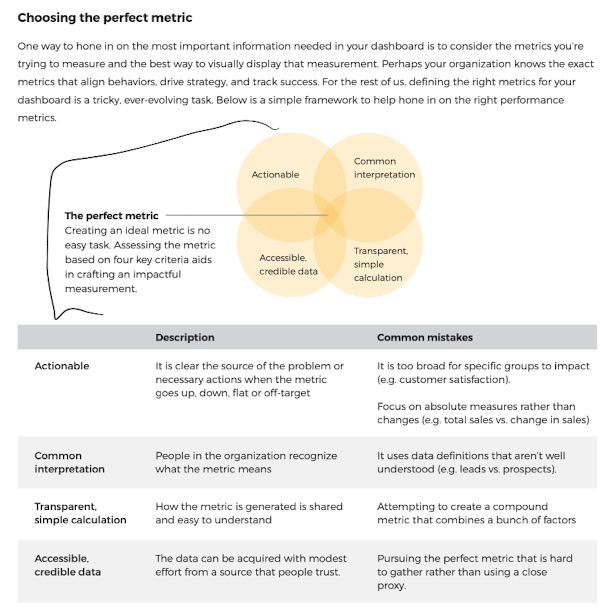 Choosing the perfect metric
One way to hone in on the most important information needed in your dashboard is to consider the metrics you're
trying to measure and the best way to visually display that measurement. Perhaps your organization knows the exact
metrics that align behaviors, drive strategy, and track success. For the rest of us, defining the right metrics for your
dashboard is a tricky, ever-evolving task. Below is a simple framework to help hone in on the right performance
metrics.
Actionable
Common
interpretation
The perfect metric
Creating an ideal metric is no
easy task. Assessing the metric
based on four key criteria aids
in crafting an impactful
measurement.
Accessible,
credible data
Transparent,
simple
calculation
Description
Common mistakes
Actionable
It is clear the source of the problem or
necessary actions when the metric
goes up, down, flat or off-target
It is too broad for specific groups to impact
(e.g. customer satisfaction).
Focus on absolute measures rather than
changes (e.g. total sales vs. change in sales)
Common
interpretation
People in the organization recognize
what the metric means
It uses data definitions that aren't well
understood (e.g. leads vs. prospects).
Transparent,
simple calculation
How the metric is generated is shared
and easy to understand
Attempting to create a compound
metric that combines a bunch of factors
Accessible,
credible data
The data can be acquired with modest
effort from a source that people trust.
Pursuing the perfect metric that is hard
to gather rather than using a close
proxy.